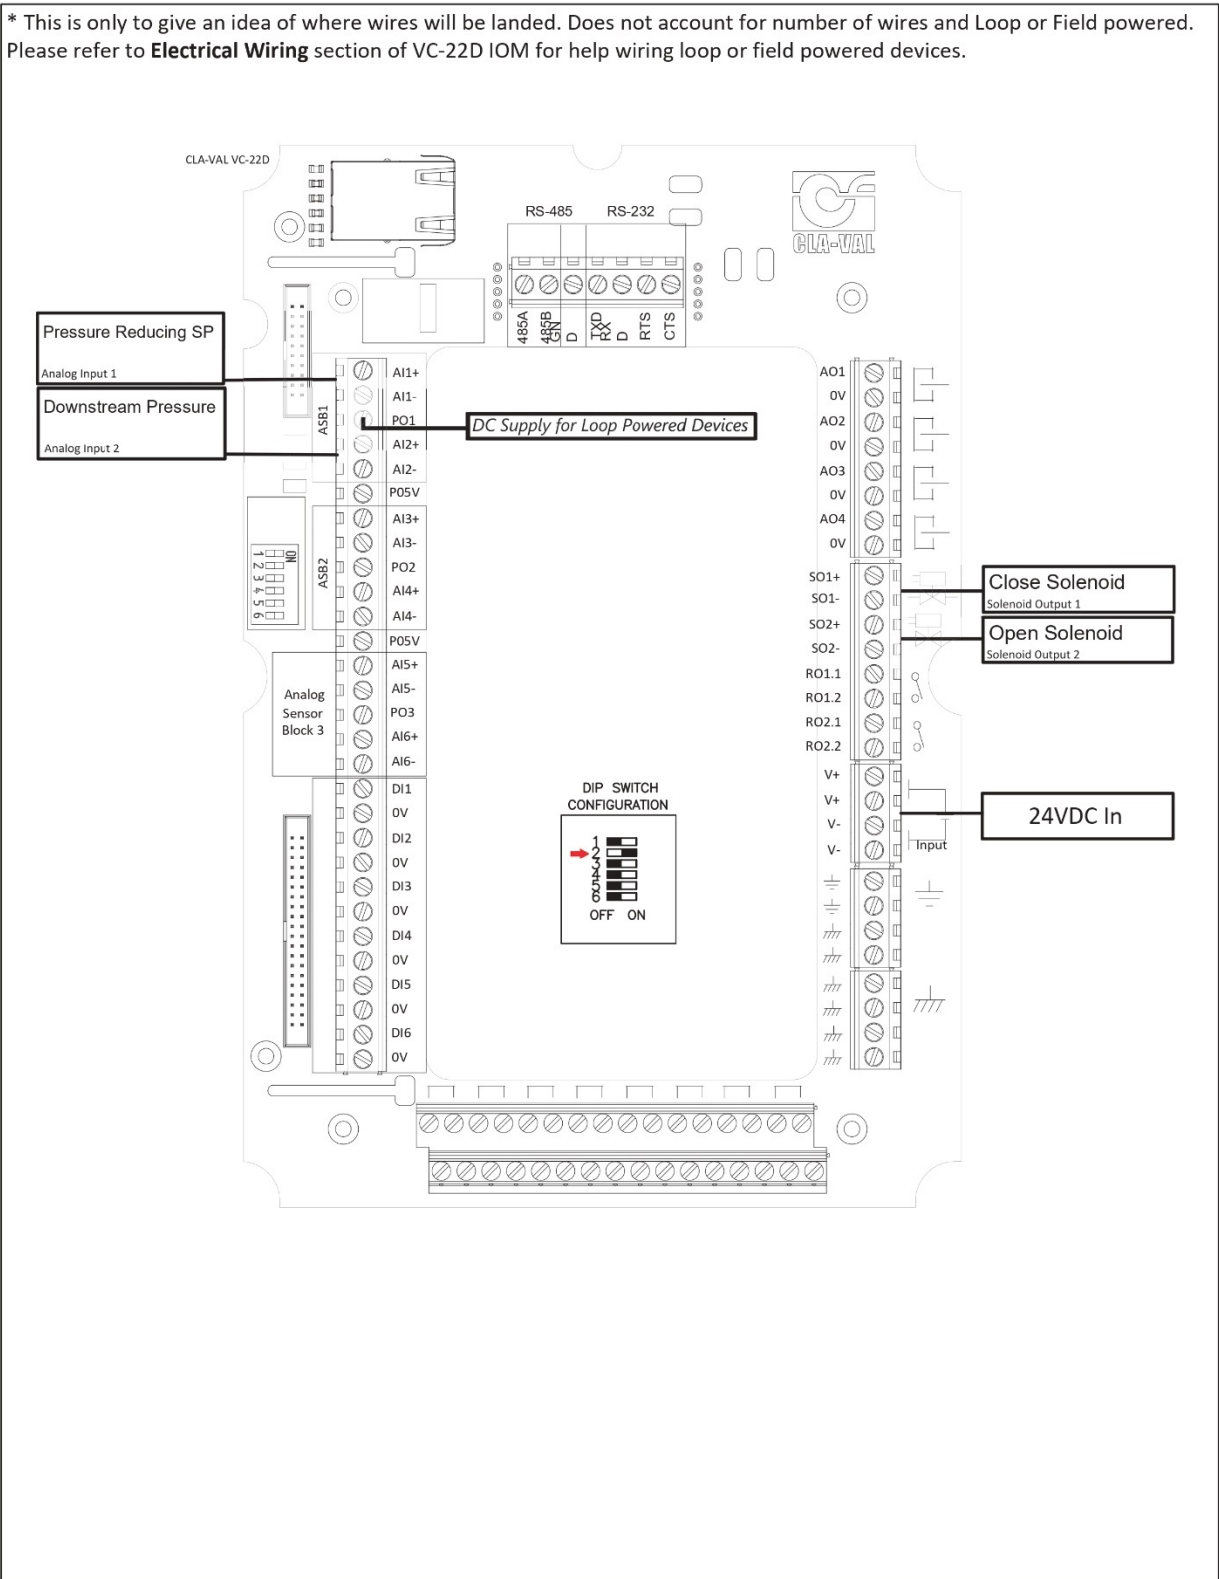 * This is only to give an idea of where wires will be landed. Does not account for number of wires and Loop or Field powered.
Please refer to Electrical Wiring section of VC-22D IOM for help wiring loop or field powered devices.
CLA-VAL VC-22D
CLA-VAL
RS-485
RS-232
485A
485B
GN
D
TXD
RX
D
RTS
CTS
Pressure Reducing SP
Analog Input 1
Downstream Pressure
Analog Input 2
DC Supply for Loop Powered Devices
ASB1
AI1+
AI1-
PO1
AI2+
AI2-
P05V
ASB2
AI3+
AI3-
PO2
AI4+
AI4-
P05V
ON
1
2
3
4
5
6
Analog
Sensor
Block 3
AI5+
AI5-
PO3
AI6+
AI6-
DI1
0V
DI2
0V
DI3
0V
DI4
0V
DI5
0V
DI6
0V
DIP SWITCH
CONFIGURATION
1
2
3
4
5
6
OFF ON
AO1
0V
AO2
0V
AO3
0V
AO4
0V
SO1+
SO1-
SO2+
SO2-
RO1.1
RO1.2
RO2.1
RO2.2
V+
V+
V-
V-
Input
Close Solenoid
Solenoid Output 1
Open Solenoid
Solenoid Output 2
24VDC In